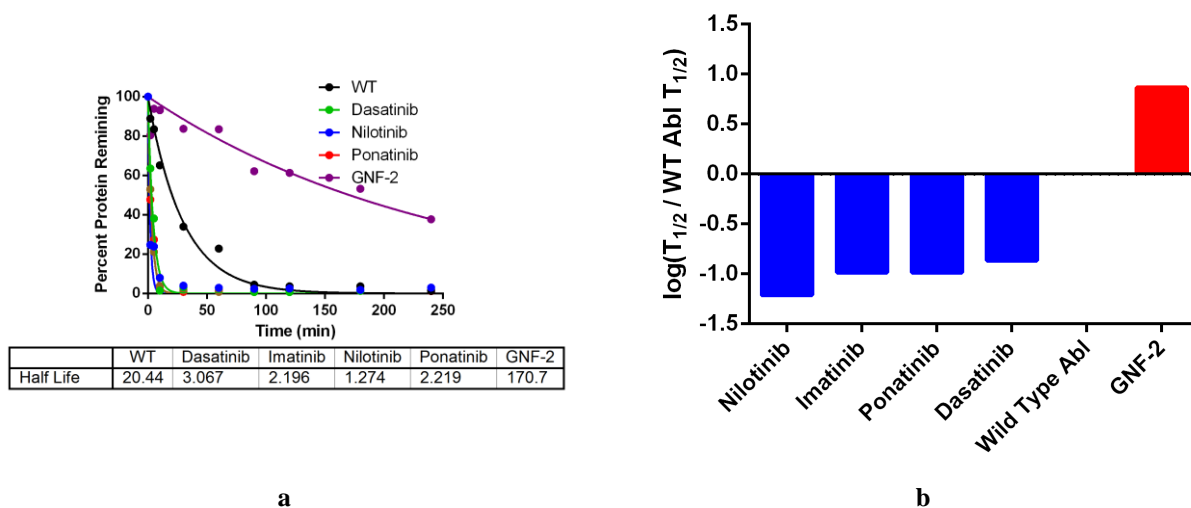 WT
Dasatinib
Nilotinib
Ponatinib
GNF-2
Percent Protein Remining
100
80
60
40
20
0
0 50 100 150 200 250
Time (min)
WT Dasatinib Imatinib Nilotinib Ponatinib GNF-2
Half Life 20.44 3.067 2.196 1.274 2.219 170.7
a
log(T1/2 / WT Abl T1/2)
1.5
1.0
0.5
0.0
-0.5
-1.0
-1.5
Nilotinib
Imatinib
Ponatinib
Dasatinib
Wild Type Abl
GNF-2
b